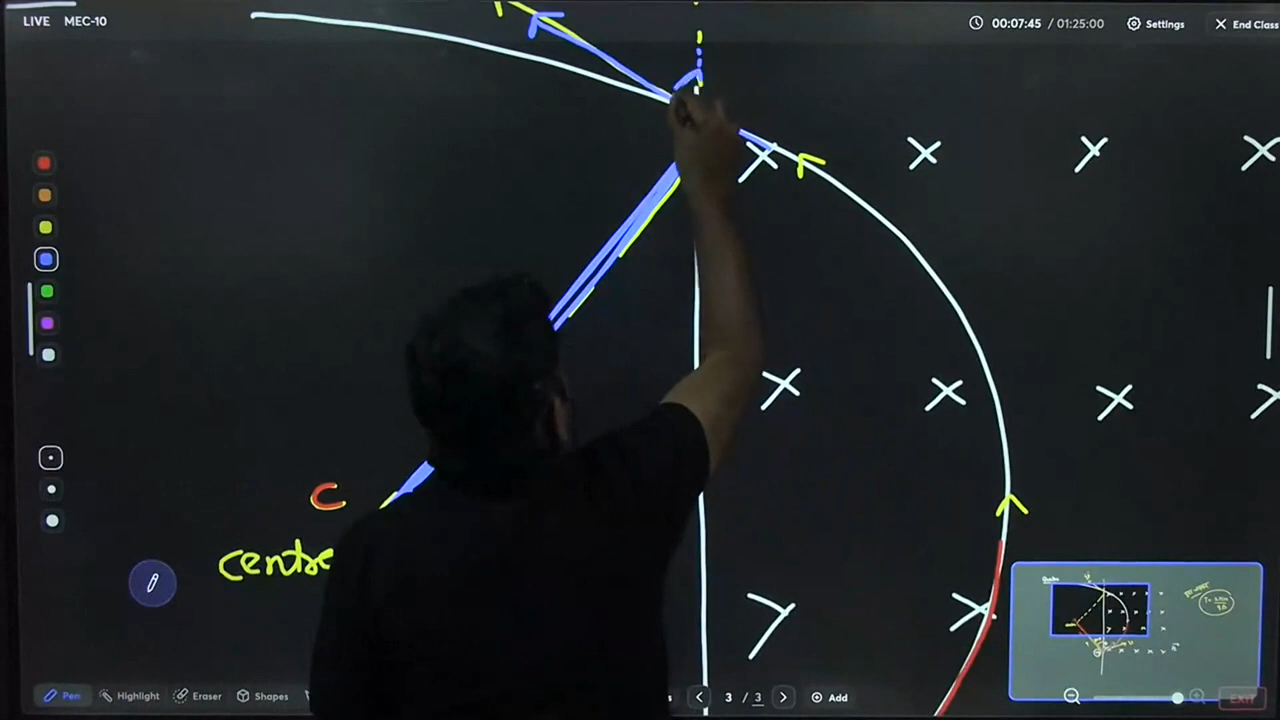 LIVE MEC-10
00:07:45 / 01:25:00 Settings End Class
C
centre
Pen Highlight Eraser Shapes 3 / 3 Add
EXIT